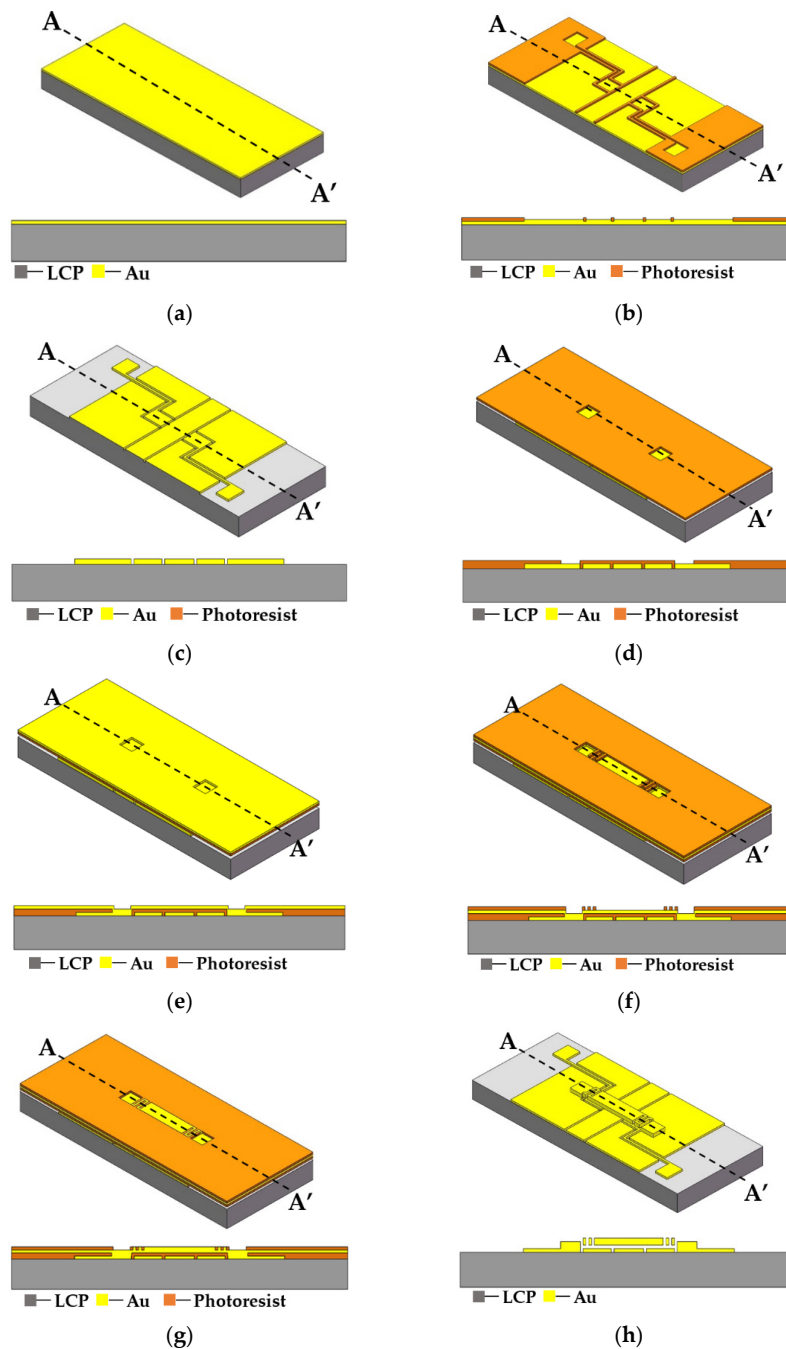 A
A′
LCP Au
(a)
A
A′
LCP Au Photoresist
(b)
A
A′
LCP Au Photoresist
(c)
A
A′
LCP Au Photoresist
(d)
A
A′
LCP Au Photoresist
(e)
A
A′
LCP Au Photoresist
(f)
A
A′
LCP Au Photoresist
(g)
A
A′
LCP Au
(h)